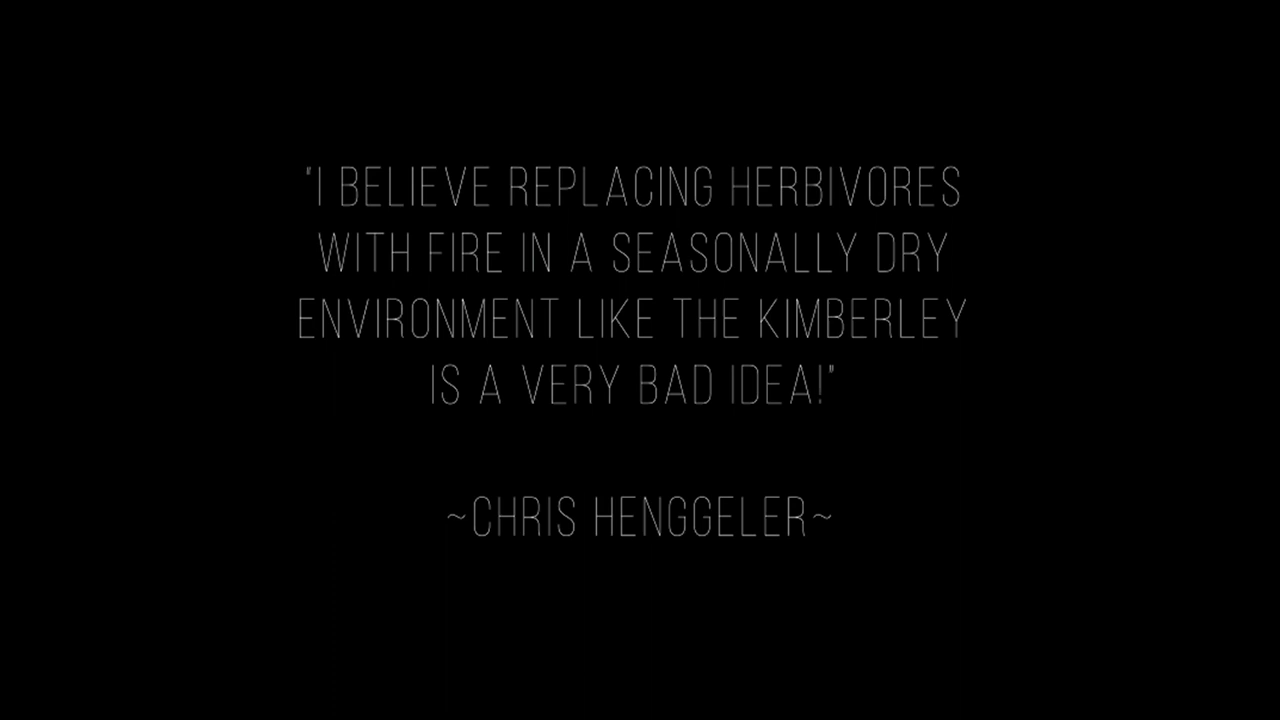 "I BELIEVE REPLACING HERBIVORES
WITH FIRE IN A SEASONALLY DRY
ENVIRONMENT LIKE THE KIMBERLEY
IS A VERY BAD IDEA!"
~CHRIS HENGGELER~